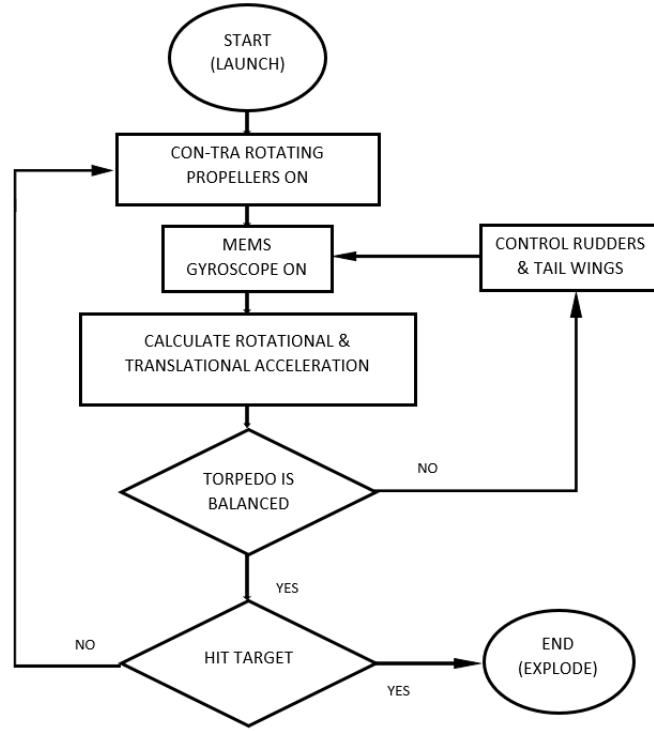 START
(LAUNCH)
CON-TRA ROTATING
PROPELLERS ON
MEMS
GYROSCOPE ON
CONTROL RUDDERS
& TAIL WINGS
CALCULATE ROTATIONAL &
TRANSLATIONAL ACCELERATION
TORPEDO IS
BALANCED
NO
YES
NO
HIT TARGET
YES
END
(EXPLODE)